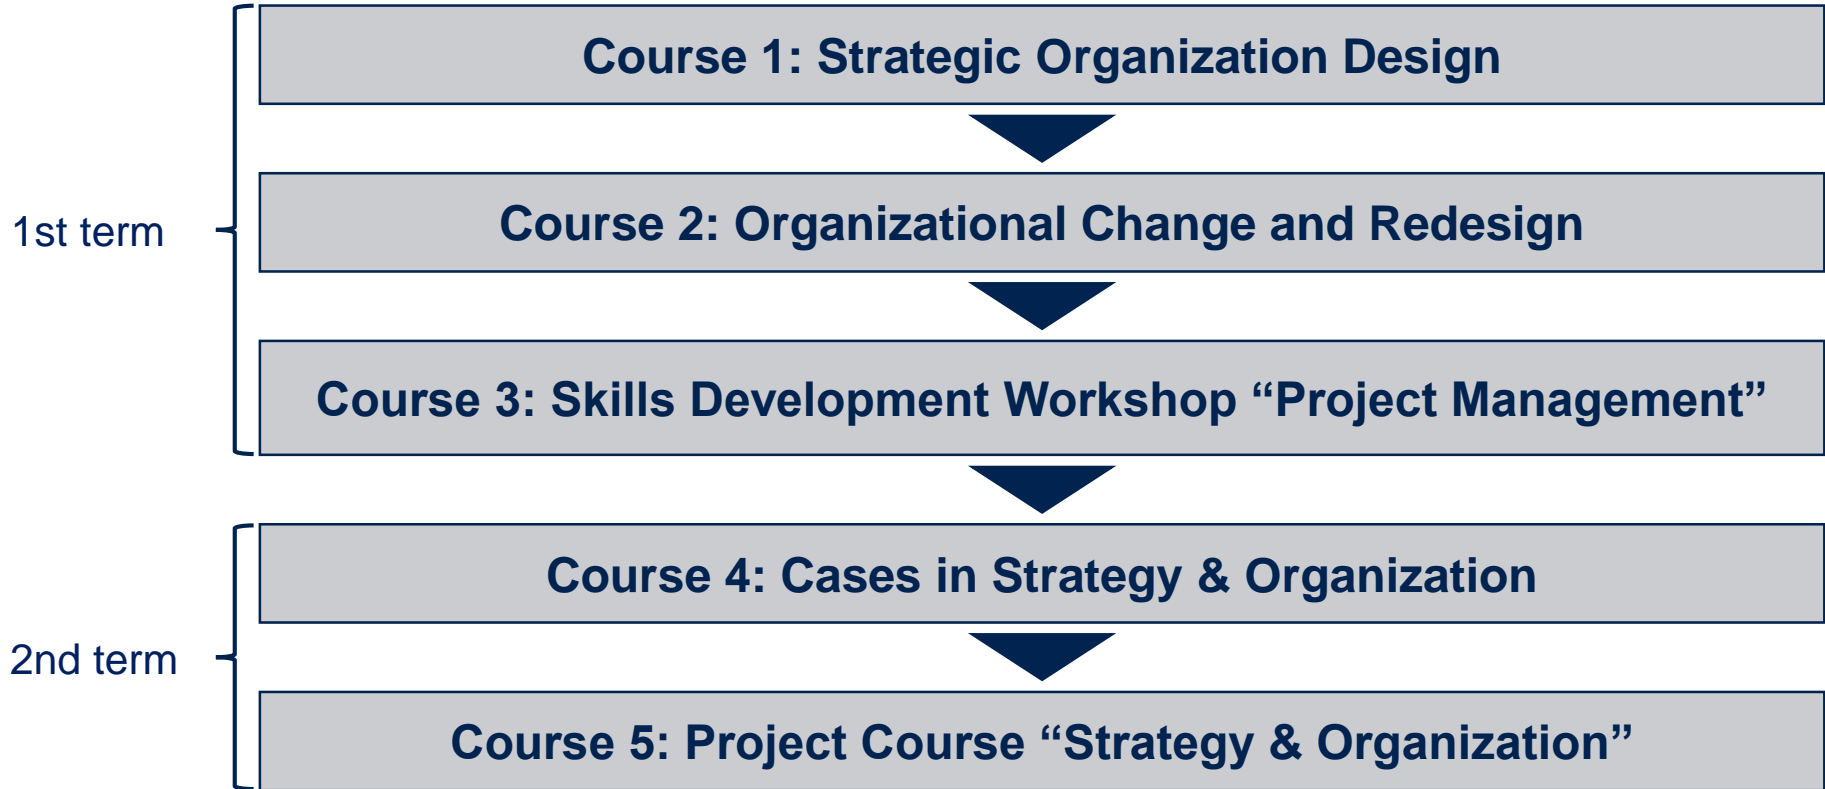 Course 1: Strategic Organization Design
1st term
Course 2: Organizational Change and Redesign
Course 3: Skills Development Workshop “Project Management”
Course 4: Cases in Strategy & Organization
2nd term
Course 5: Project Course “Strategy & Organization”